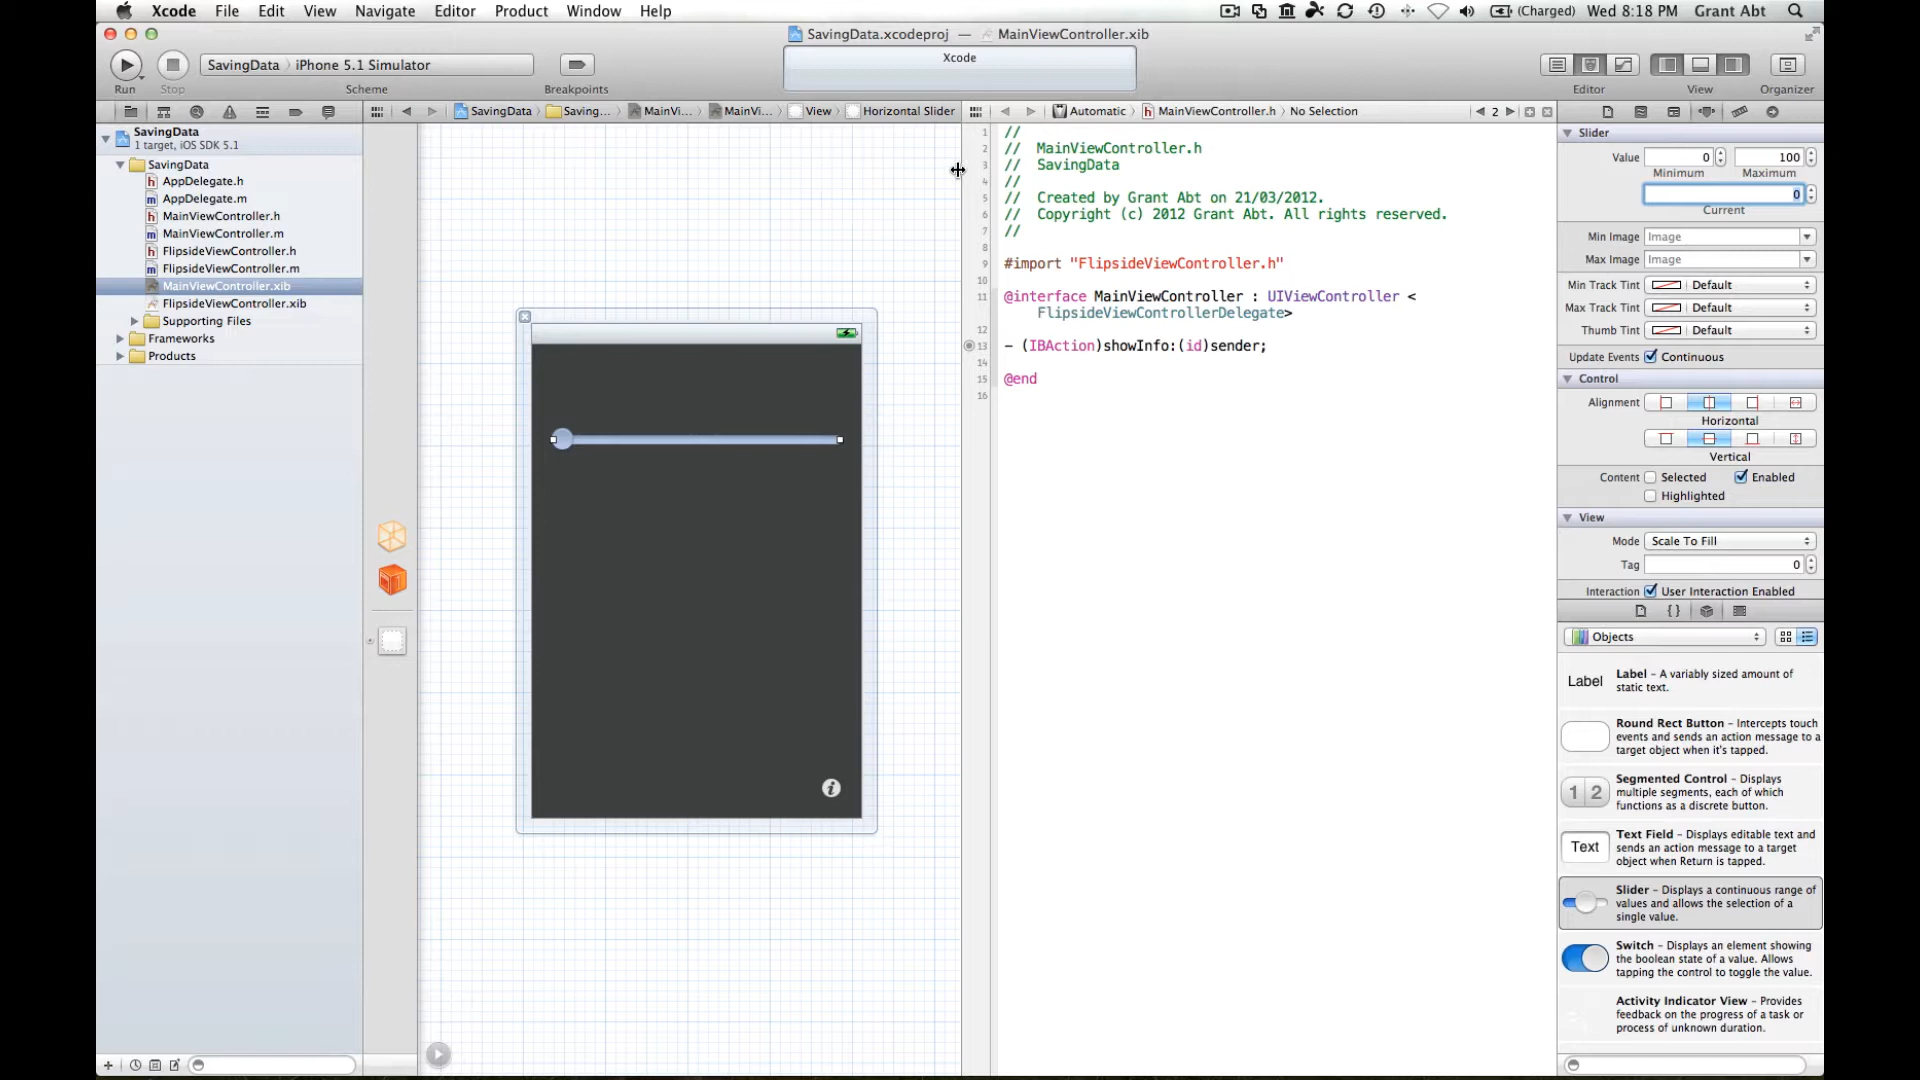 Xcode File Edit View Navigate Editor Product Window Help (Charged) Wed 8:18 PM Grant Abt
SavingData.xcodeproj — MainViewController.xib
SavingData iPhone 5.1 Simulator
Xcode
Run Stop Scheme Breakpoints Editor View Organizer
SavingData Saving... MainVi... MainVi... View Horizontal Slider
Automatic MainViewController.h No Selection 2
SavingData
1 target, iOS SDK 5.1
SavingData
AppDelegate.h
AppDelegate.m
MainViewController.h
MainViewController.m
FlipsideViewController.h
FlipsideViewController.m
MainViewController.xib
FlipsideViewController.xib
Supporting Files
Frameworks
Products
1 //
2 // MainViewController.h
3 // SavingData
4 //
5 // Created by Grant Abt on 21/03/2012.
6 // Copyright (c) 2012 Grant Abt. All rights reserved.
7 //
8
9 #import "FlipsideViewController.h"
10
11 @interface MainViewController : UIViewController <
FlipsideViewControllerDelegate>
12
13 - (IBAction)showInfo:(id)sender;
14
15 @end
16
Slider
Value 0 100
Minimum Maximum
0
Current
Min Image Image
Max Image Image
Min Track Tint Default
Max Track Tint Default
Thumb Tint Default
Update Events Continuous
Control
Alignment
Horizontal
Vertical
Content Selected Enabled
Highlighted
View
Mode Scale To Fill
Tag 0
Interaction User Interaction Enabled
{ }
Objects
Label
Label – A variably sized amount of
static text.
Round Rect Button – Intercepts touch
events and sends an action message to a
target object when it's tapped.
1 2
Segmented Control – Displays
multiple segments, each of which
functions as a discrete button.
Text
Text Field – Displays editable text and
sends an action message to a target
object when Return is tapped.
Slider – Displays a continuous range of
values and allows the selection of a
single value.
Switch – Displays an element showing
the boolean state of a value. Allows
tapping the control to toggle the value.
Activity Indicator View – Provides
feedback on the progress of a task or
process of unknown duration.